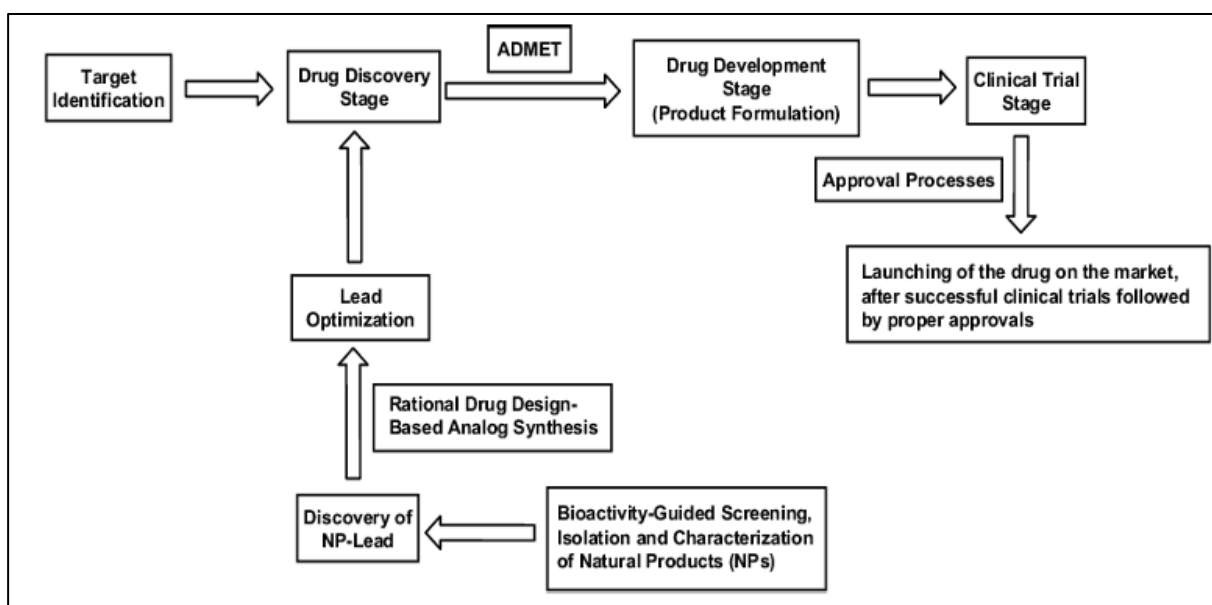 Target
Identification
Drug Discovery
Stage
ADMET
Drug Development
Stage
(Product Formulation)
Clinical Trial
Stage
Approval Processes
Launching of the drug on the market,
after successful clinical trials followed
by proper approvals
Lead
Optimization
Rational Drug Design-
Based Analog Synthesis
Discovery of
NP-Lead
Bioactivity-Guided Screening,
Isolation and Characterization
of Natural Products (NPs)